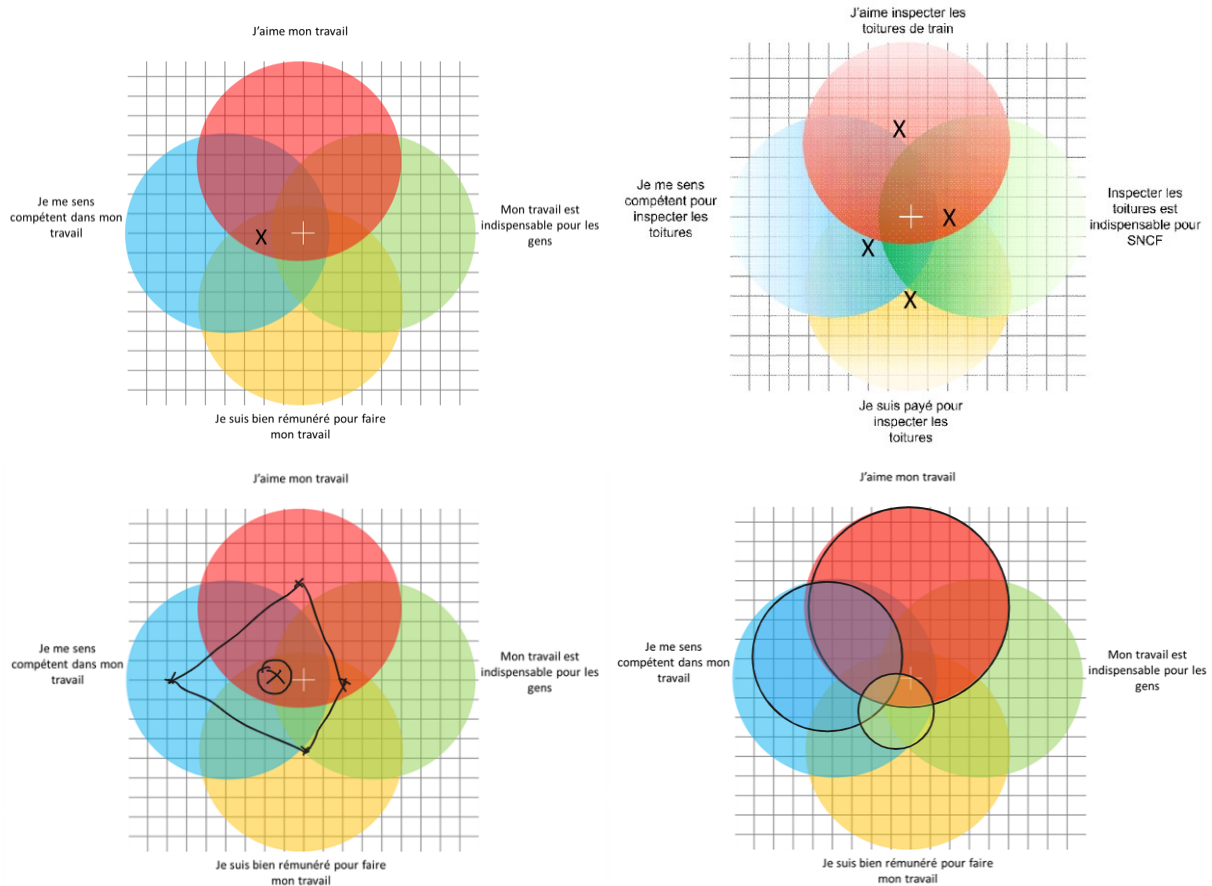 J'aime mon travail
Je me sens
compétent dans mon
travail
Mon travail est
indispensable pour les
gens
X
Je suis bien rémunéré pour faire
mon travail
J'aime inspecter les
toitures de train
Je me sens
compétent pour
inspecter les
toitures
X
X
X
X
Inspecter les
toitures est
indispensable pour
SNCF
Je suis payé pour
inspecter les
toitures
J'aime mon travail
Je me sens
compétent dans mon
travail
Mon travail est
indispensable pour les
gens
Je suis bien rémunéré pour faire
mon travail
J'aime mon travail
Je me sens
compétent dans mon
travail
Mon travail est
indispensable pour les
gens
Je suis bien rémunéré pour faire
mon travail